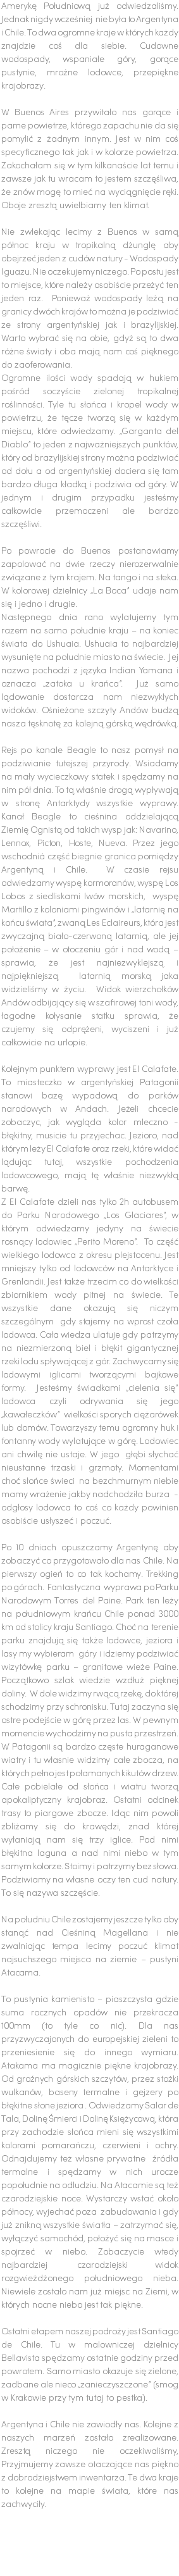 Amerykę Południową już odwiedzaliśmy.
Jednak nigdy wcześniej nie była to Argentyna
i Chile. To dwa ogromne kraje w których każdy
znajdzie coś dla siebie. Cudowne
wodospady, wspaniałe góry, gorące
pustynie, mroźne lodowce, przepiękne
krajobrazy.

W Buenos Aires przywitało nas gorące i
parne powietrze, którego zapachu nie da się
pomylić z żadnym innym. Jest w nim coś
specyficznego tak jak i w kolorze powietrza.
Zakochałam się w tym kilkanaście lat temu i
zawsze jak tu wracam to jestem szczęśliwa,
że znów mogę to mieć na wyciągnięcie ręki.
Oboje zresztą uwielbiamy ten klimat.

Nie zwlekając lecimy z Buenos w samą
północ kraju w tropikalną dżunglę aby
obejrzeć jeden z cudów natury - Wodospady
Iguazu. Nie oczekujemy niczego. Po postu jest
to miejsce, które należy osobiście przeżyć ten
jeden raz. Ponieważ wodospady leżą na
granicy dwóch krajów to można je podziwiać
ze strony argentyńskiej jak i brazylijskiej.
Warto wybrać się na obie, gdyż są to dwa
różne światy i oba mają nam coś pięknego
do zaoferowania.
Ogromne ilości wody spadają w hukiem
pośród soczyście zielonej tropikalnej
roślinności. Tyle tu słońca i kropel wody w
powietrzu, że tęcze tworzą się w każdym
miejscu, które odwiedzamy. „Garganta del
Diablo” to jeden z najważniejszych punktów,
który od brazylijskiej strony można podziwiać
od dołu a od argentyńskiej dociera się tam
bardzo długa kładką i podziwia od góry. W
jednym i drugim przypadku jesteśmy
całkowicie przemoczeni ale bardzo
szczęśliwi.

Po powrocie do Buenos postanawiamy
zapolować na dwie rzeczy nierozerwalnie
związane z tym krajem. Na tango i na steka.
W kolorowej dzielnicy „La Boca” udaje nam
się i jedno i drugie.
Następnego dnia rano wylatujemy tym
razem na samo południe kraju – na koniec
świata do Ushuaia. Ushuaia to najbardziej
wysunięte na południe miasto na świecie. Jej
nazwa pochodzi z języka Indian Yamana i
oznacza „zatoka u krańca”. Już samo
lądowanie dostarcza nam niezwykłych
widoków. Ośnieżone szczyty Andów budzą
nasza tęsknotę za kolejną górską wędrówką.

Rejs po kanale Beagle to nasz pomysł na
podziwianie tutejszej przyrody. Wsiadamy
na mały wycieczkowy statek i spędzamy na
nim pół dnia. To tą właśnie drogą wypływają
w stronę Antarktydy wszystkie wyprawy.
Kanał Beagle to cieśnina oddzielającą
Ziemię Ognistą od takich wysp jak: Navarino,
Lennox, Picton, Hoste, Nueva. Przez jego
wschodnia część biegnie granica pomiędzy
Argentyną i Chile. W czasie rejsu
odwiedzamy wyspę kormoranów, wyspę Los
Lobos z siedliskami lwów morskich, wyspę
Martillo z koloniami pingwinów i „latarnię na
końcu świata”, zwaną Les Eclaireurs, która jest
zwyczajną biało-czerwoną latarnią, ale jej
położenie – w otoczeniu gór i nad wodą –
sprawia, że jest najniezwyklejszą i
najpiękniejszą latarnią morską jaka
widzieliśmy w życiu. Widok wierzchołków
Andów odbijający się w szafirowej toni wody,
łagodne kołysanie statku sprawia, że
czujemy się odprężeni, wyciszeni i już
całkowicie na urlopie.

Kolejnym punktem wyprawy jest El Calafate.
To miasteczko w argentyńskiej Patagonii
stanowi bazę wypadową do parków
narodowych w Andach. Jeżeli chcecie
zobaczyc, jak wygląda kolor mleczno -
błękitny, musicie tu przyjechac. Jezioro, nad
którym leży El Calafate oraz rzeki, które widać
lądując tutaj, wszystkie pochodzenia
lodowcowego, mają tę właśnie niezwykłą
barwę.
Z El Calafate dzieli nas tylko 2h autobusem
do Parku Narodowego „Los Glaciares”, w
którym odwiedzamy jedyny na świecie
rosnący lodowiec „Perito Moreno”. To część
wielkiego lodowca z okresu plejstocenu. Jest
mniejszy tylko od lodowców na Antarktyce i
Grenlandii. Jest także trzecim co do wielkości
zbiornikiem wody pitnej na świecie. Te
wszystkie dane okazują się niczym
szczególnym gdy stajemy na wprost czoła
lodowca. Cała wiedza ulatuje gdy patrzymy
na niezmierzoną biel i błękit gigantycznej
rzeki lodu spływającej z gór. Zachwycamy się
lodowymi iglicami tworzącymi bajkowe
formy. Jesteśmy świadkami „cielenia się”
lodowca czyli odrywania się jego
„kawałeczków” wielkości sporych ciężarówek
lub domów. Towarzyszy temu ogromny huk i
fontanny wody wylatujące w górę. Lodowiec
ani chwilę nie ustaje. W jego głębi słychać
nieustanne trzaski i grzmoty. Momentami
choć słońce świeci na bezchmurnym niebie
mamy wrażenie jakby nadchodziła burza -
odgłosy lodowca to coś co każdy powinien
osobiście usłyszeć i poczuć.

Po 10 dniach opuszczamy Argentynę aby
zobaczyć co przygotowało dla nas Chile. Na
pierwszy ogień to co tak kochamy. Trekking
po górach. Fantastyczna wyprawa po Parku
Narodowym Torres del Paine. Park ten leży
na południowym krańcu Chile ponad 3000
km od stolicy kraju Santiago. Choć na terenie
parku znajdują się także lodowce, jeziora i
lasy my wybieram góry i idziemy podziwiać
wizytówkę parku – granitowe wieże Paine.
Początkowo szlak wiedzie wzdłuż pięknej
doliny. W dole widzimy rwącą rzekę, do której
schodzimy przy schronisku. Tutaj zaczyna się
ostre podejście w górę przez las. W pewnym
momencie wychodzimy na pusta przestrzeń.
W Patagonii są bardzo częste huraganowe
wiatry i tu własnie widzimy całe zbocza, na
których pełno jest połamanych kikutów drzew.
Całe pobielałe od słońca i wiatru tworzą
apokaliptyczny krajobraz. Ostatni odcinek
trasy to piargowe zbocze. Idąc nim powoli
zbliżamy się do krawędzi, znad której
wyłaniają nam się trzy iglice. Pod nimi
błękitna laguna a nad nimi niebo w tym
samym kolorze. Stoimy i patrzymy bez słowa.
Podziwiamy na własne oczy ten cud natury.
To się nazywa szczęście.

Na południu Chile zostajemy jeszcze tylko aby
stanąć nad Cieśniną Magellana i nie
zwalniając tempa lecimy poczuć klimat
najsuchszego miejsca na ziemie – pustyni
Atacama.

To pustynia kamienisto – piaszczysta gdzie
suma rocznych opadów nie przekracza
100mm (to tyle co nic). Dla nas
przyzwyczajonych do europejskiej zieleni to
przeniesienie się do innego wymiaru.
Atakama ma magicznie piękne krajobrazy.
Od groźnych górskich szczytów, przez stożki
wulkanów, baseny termalne i gejzery po
błękitne słone jeziora . Odwiedzamy Salar de
Tala, Dolinę Śmierci i Dolinę Księżycową, która
przy zachodzie słońca mieni się wszystkimi
kolorami pomarańczu, czerwieni i ochry.
Odnajdujemy też własne prywatne źródła
termalne i spędzamy w nich urocze
popołudnie na odludziu. Na Atacamie są też
czarodziejskie noce. Wystarczy wstać około
północy, wyjechać poza zabudowania i gdy
już znikną wszystkie światła – zatrzymać się,
wyłączyć samochód, położyć się na masce i
spojrzeć w niebo. Zobaczycie wtedy
najbardziej czarodziejski widok
rozgwieżdżonego południowego nieba.
Niewiele zostało nam już miejsc na Ziemi, w
których nocne niebo jest tak piękne.

Ostatni etapem naszej podroży jest Santiago
de Chile. Tu w malowniczej dzielnicy
Bellavista spędzamy ostatnie godziny przed
powrotem. Samo miasto okazuje się zielone,
zadbane ale nieco „zanieczyszczone” (smog
w Krakowie przy tym tutaj to pestka).

Argentyna i Chile nie zawiodły nas. Kolejne z
naszych marzeń zostało zrealizowane.
Zresztą niczego nie oczekiwaliśmy,
Przyjmujemy zawsze otaczające nas piękno
z dobrodziejstwem inwentarza. Te dwa kraje
to kolejne na mapie świata, które nas
zachwyciły.